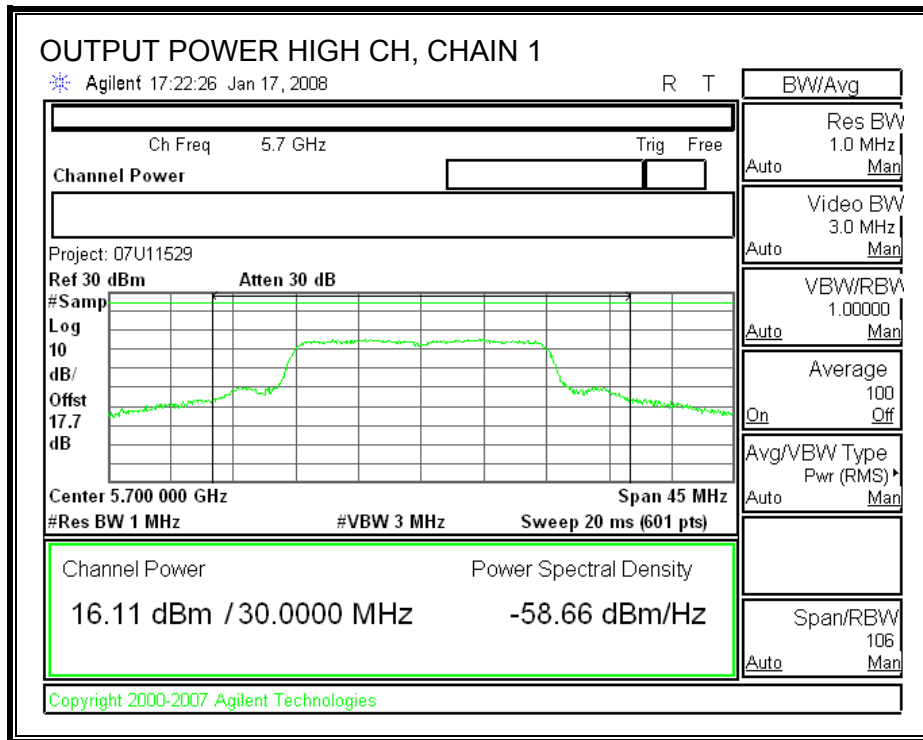 OUTPUT POWER HIGH CH, CHAIN 1
Agilent 17:22:26 Jan 17, 2008 R T
Ch Freq 5.7 GHz Trig Free
Channel Power
Project: 07U11529
Ref 30 dBm Atten 30 dB
#Samp
Log
10
dB/
Offst
17.7
dB
Center 5.700 000 GHz Span 45 MHz
#Res BW 1 MHz #VBW 3 MHz Sweep 20 ms (601 pts)
Channel Power Power Spectral Density
16.11 dBm / 30.0000 MHz -58.66 dBm/Hz
Copyright 2000-2007 Agilent Technologies
BW/Avg
Res BW
1.0 MHz
Auto Man
Video BW
3.0 MHz
Auto Man
VBW/RBW
1.00000
Auto Man
Average
100
On Off
Avg/VBW Type
Pwr (RMS)
Auto Man
Span/RBW
106
Auto Man